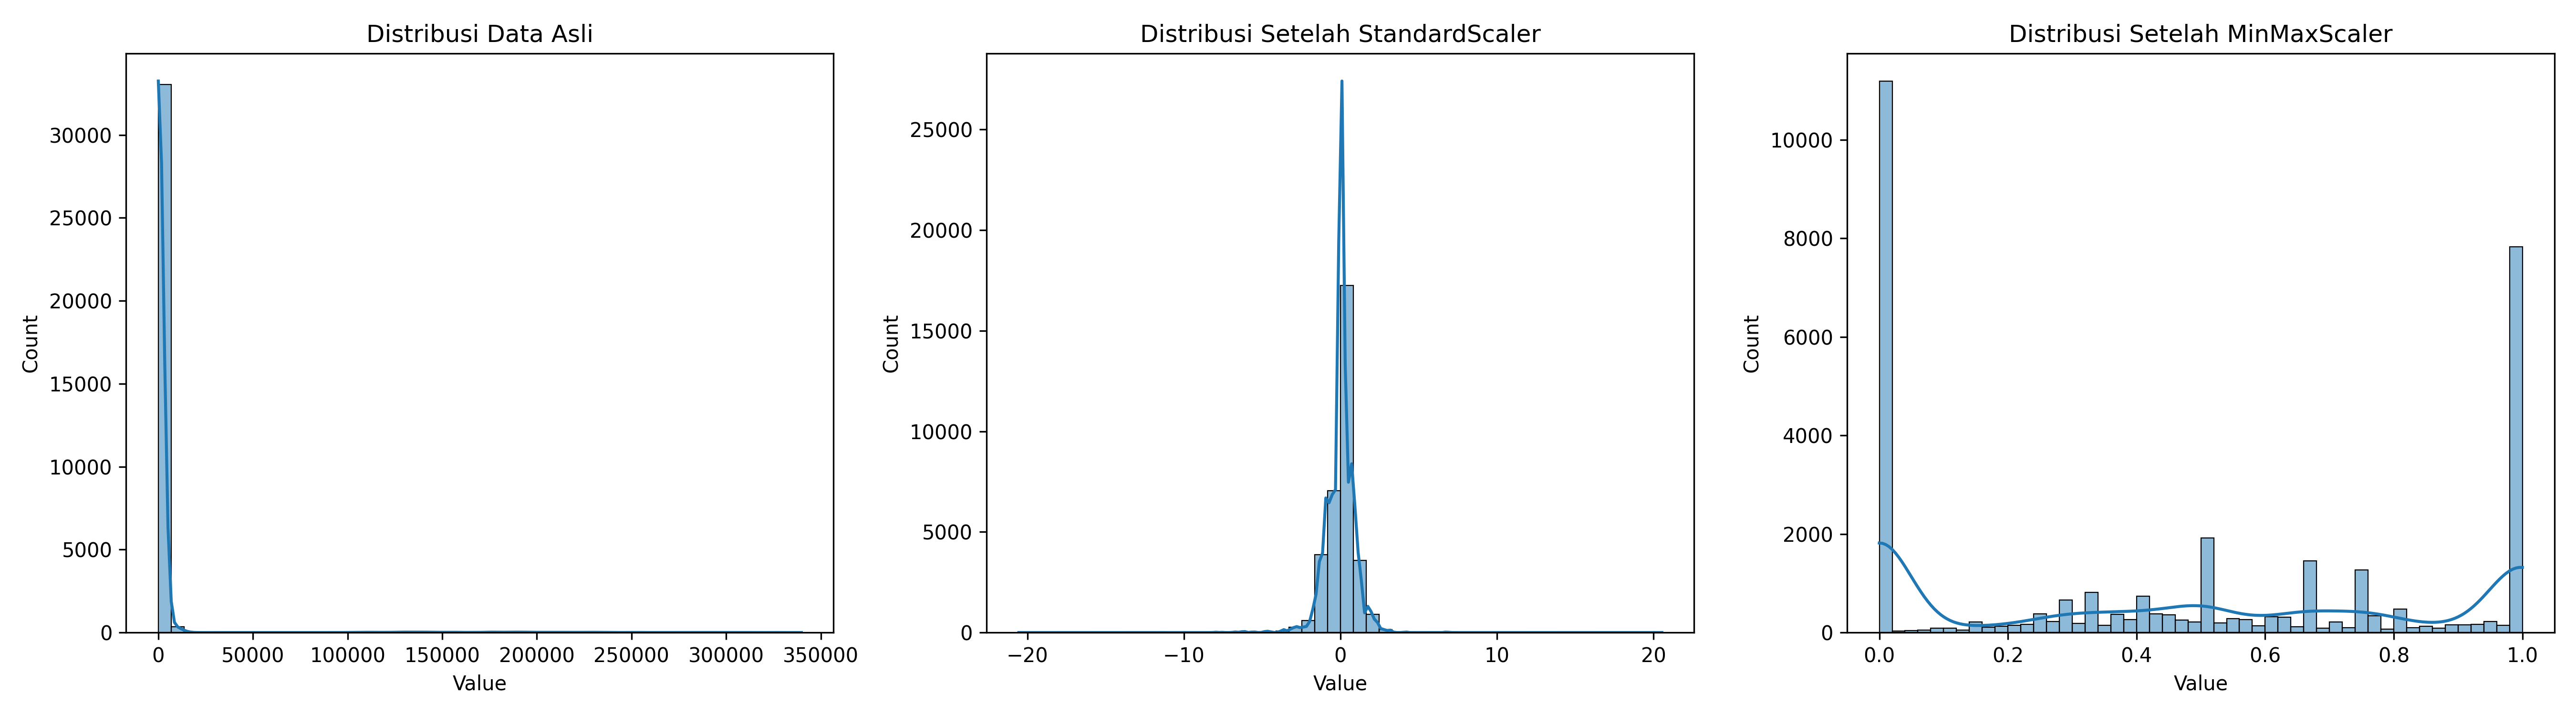 Distribusi Data Asli
Count
30000
25000
20000
15000
10000
5000
0
0 50000 100000 150000 200000 250000 300000 350000
Value
Distribusi Setelah StandardScaler
Count
25000
20000
15000
10000
5000
0
−20 −10 0 10 20
Value
Distribusi Setelah MinMaxScaler
Count
10000
8000
6000
4000
2000
0
0.0 0.2 0.4 0.6 0.8 1.0
Value